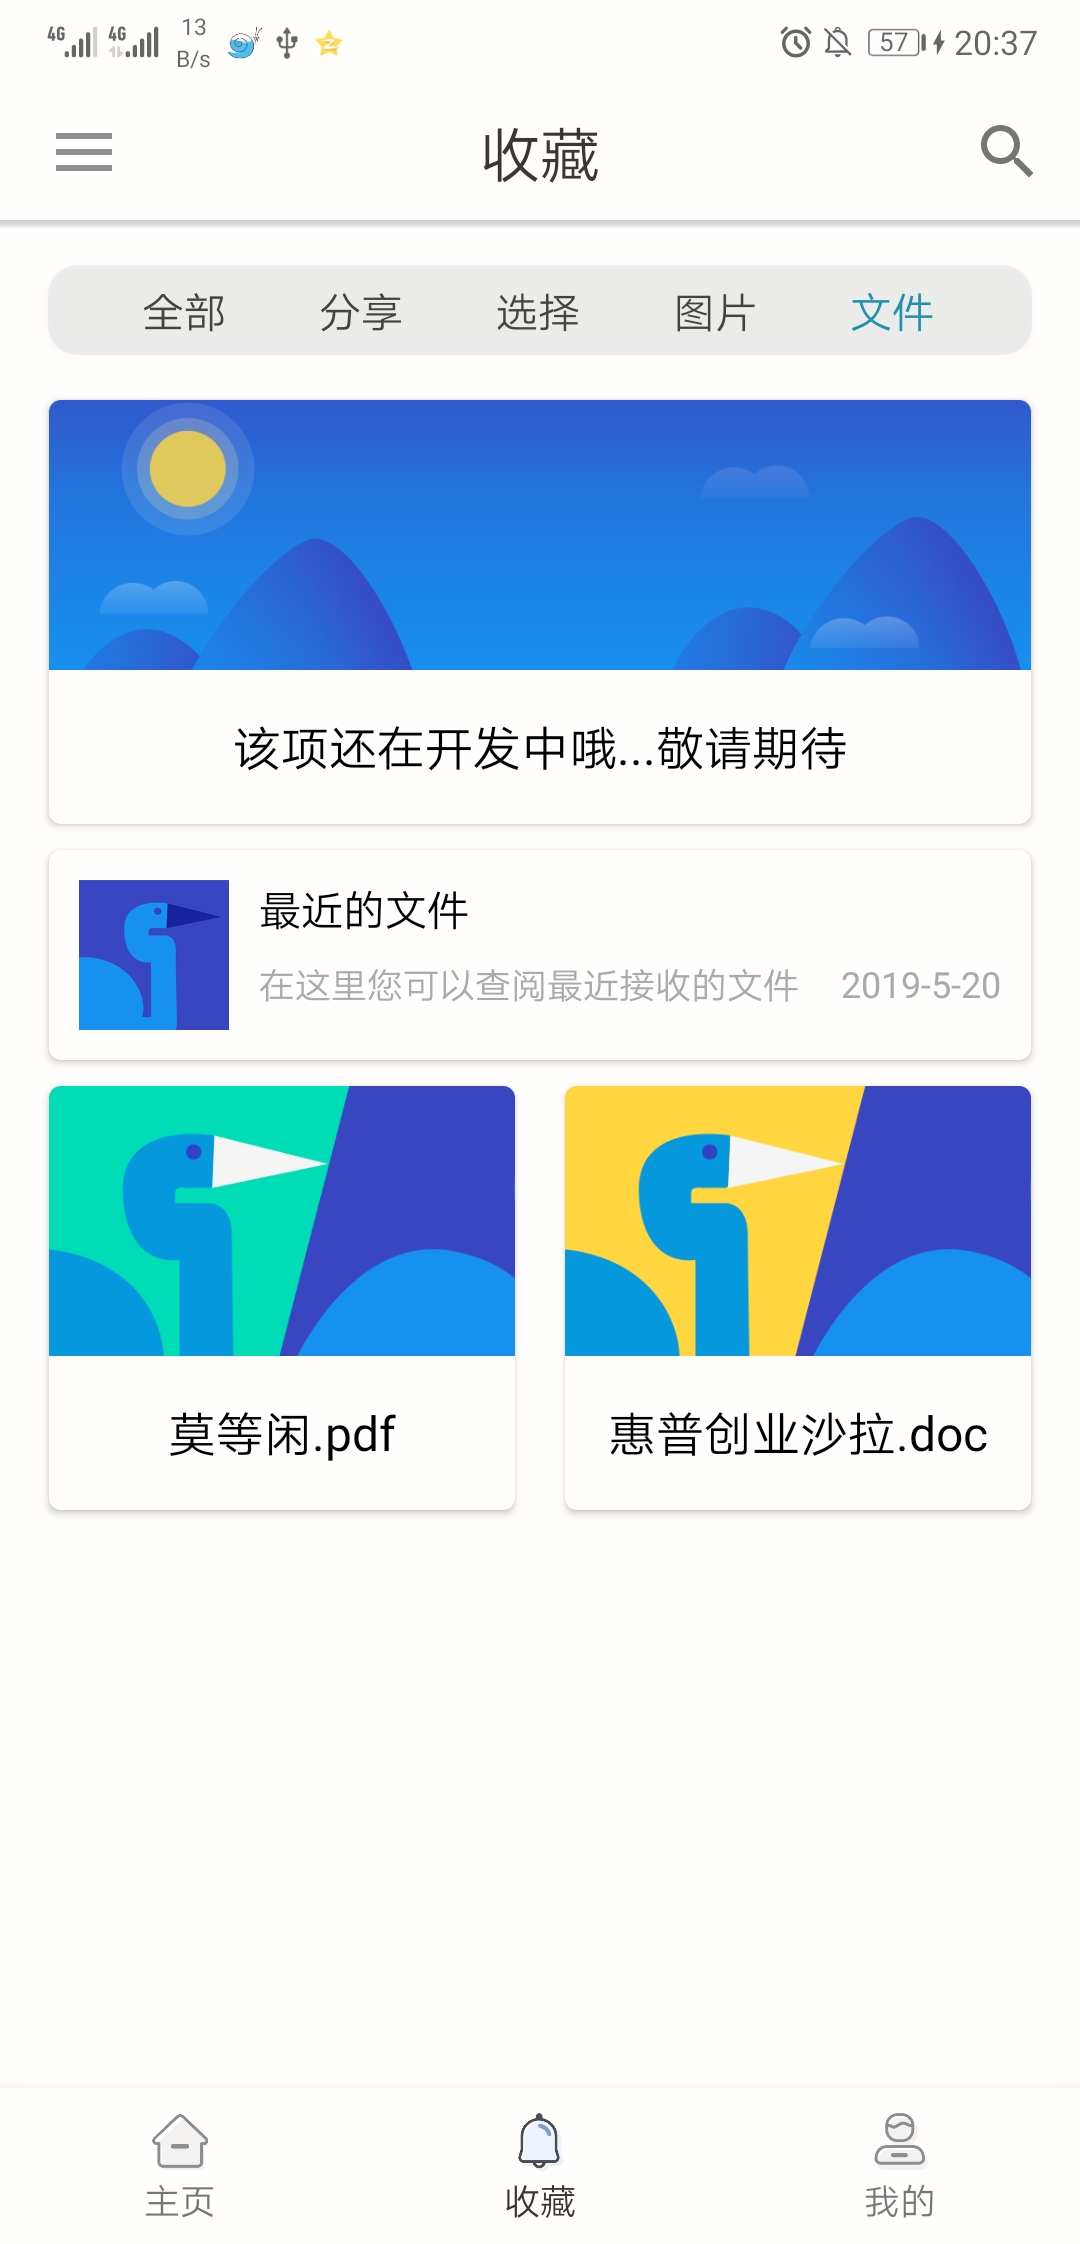 4G 4G 13 B/s 57 20:37
收藏
全部 分享 选择 图片 文件
该项还在开发中哦...敬请期待
最近的文件
在这里您可以查阅最近接收的文件 2019-5-20
莫等闲.pdf 惠普创业沙拉.doc
主页 收藏 我的